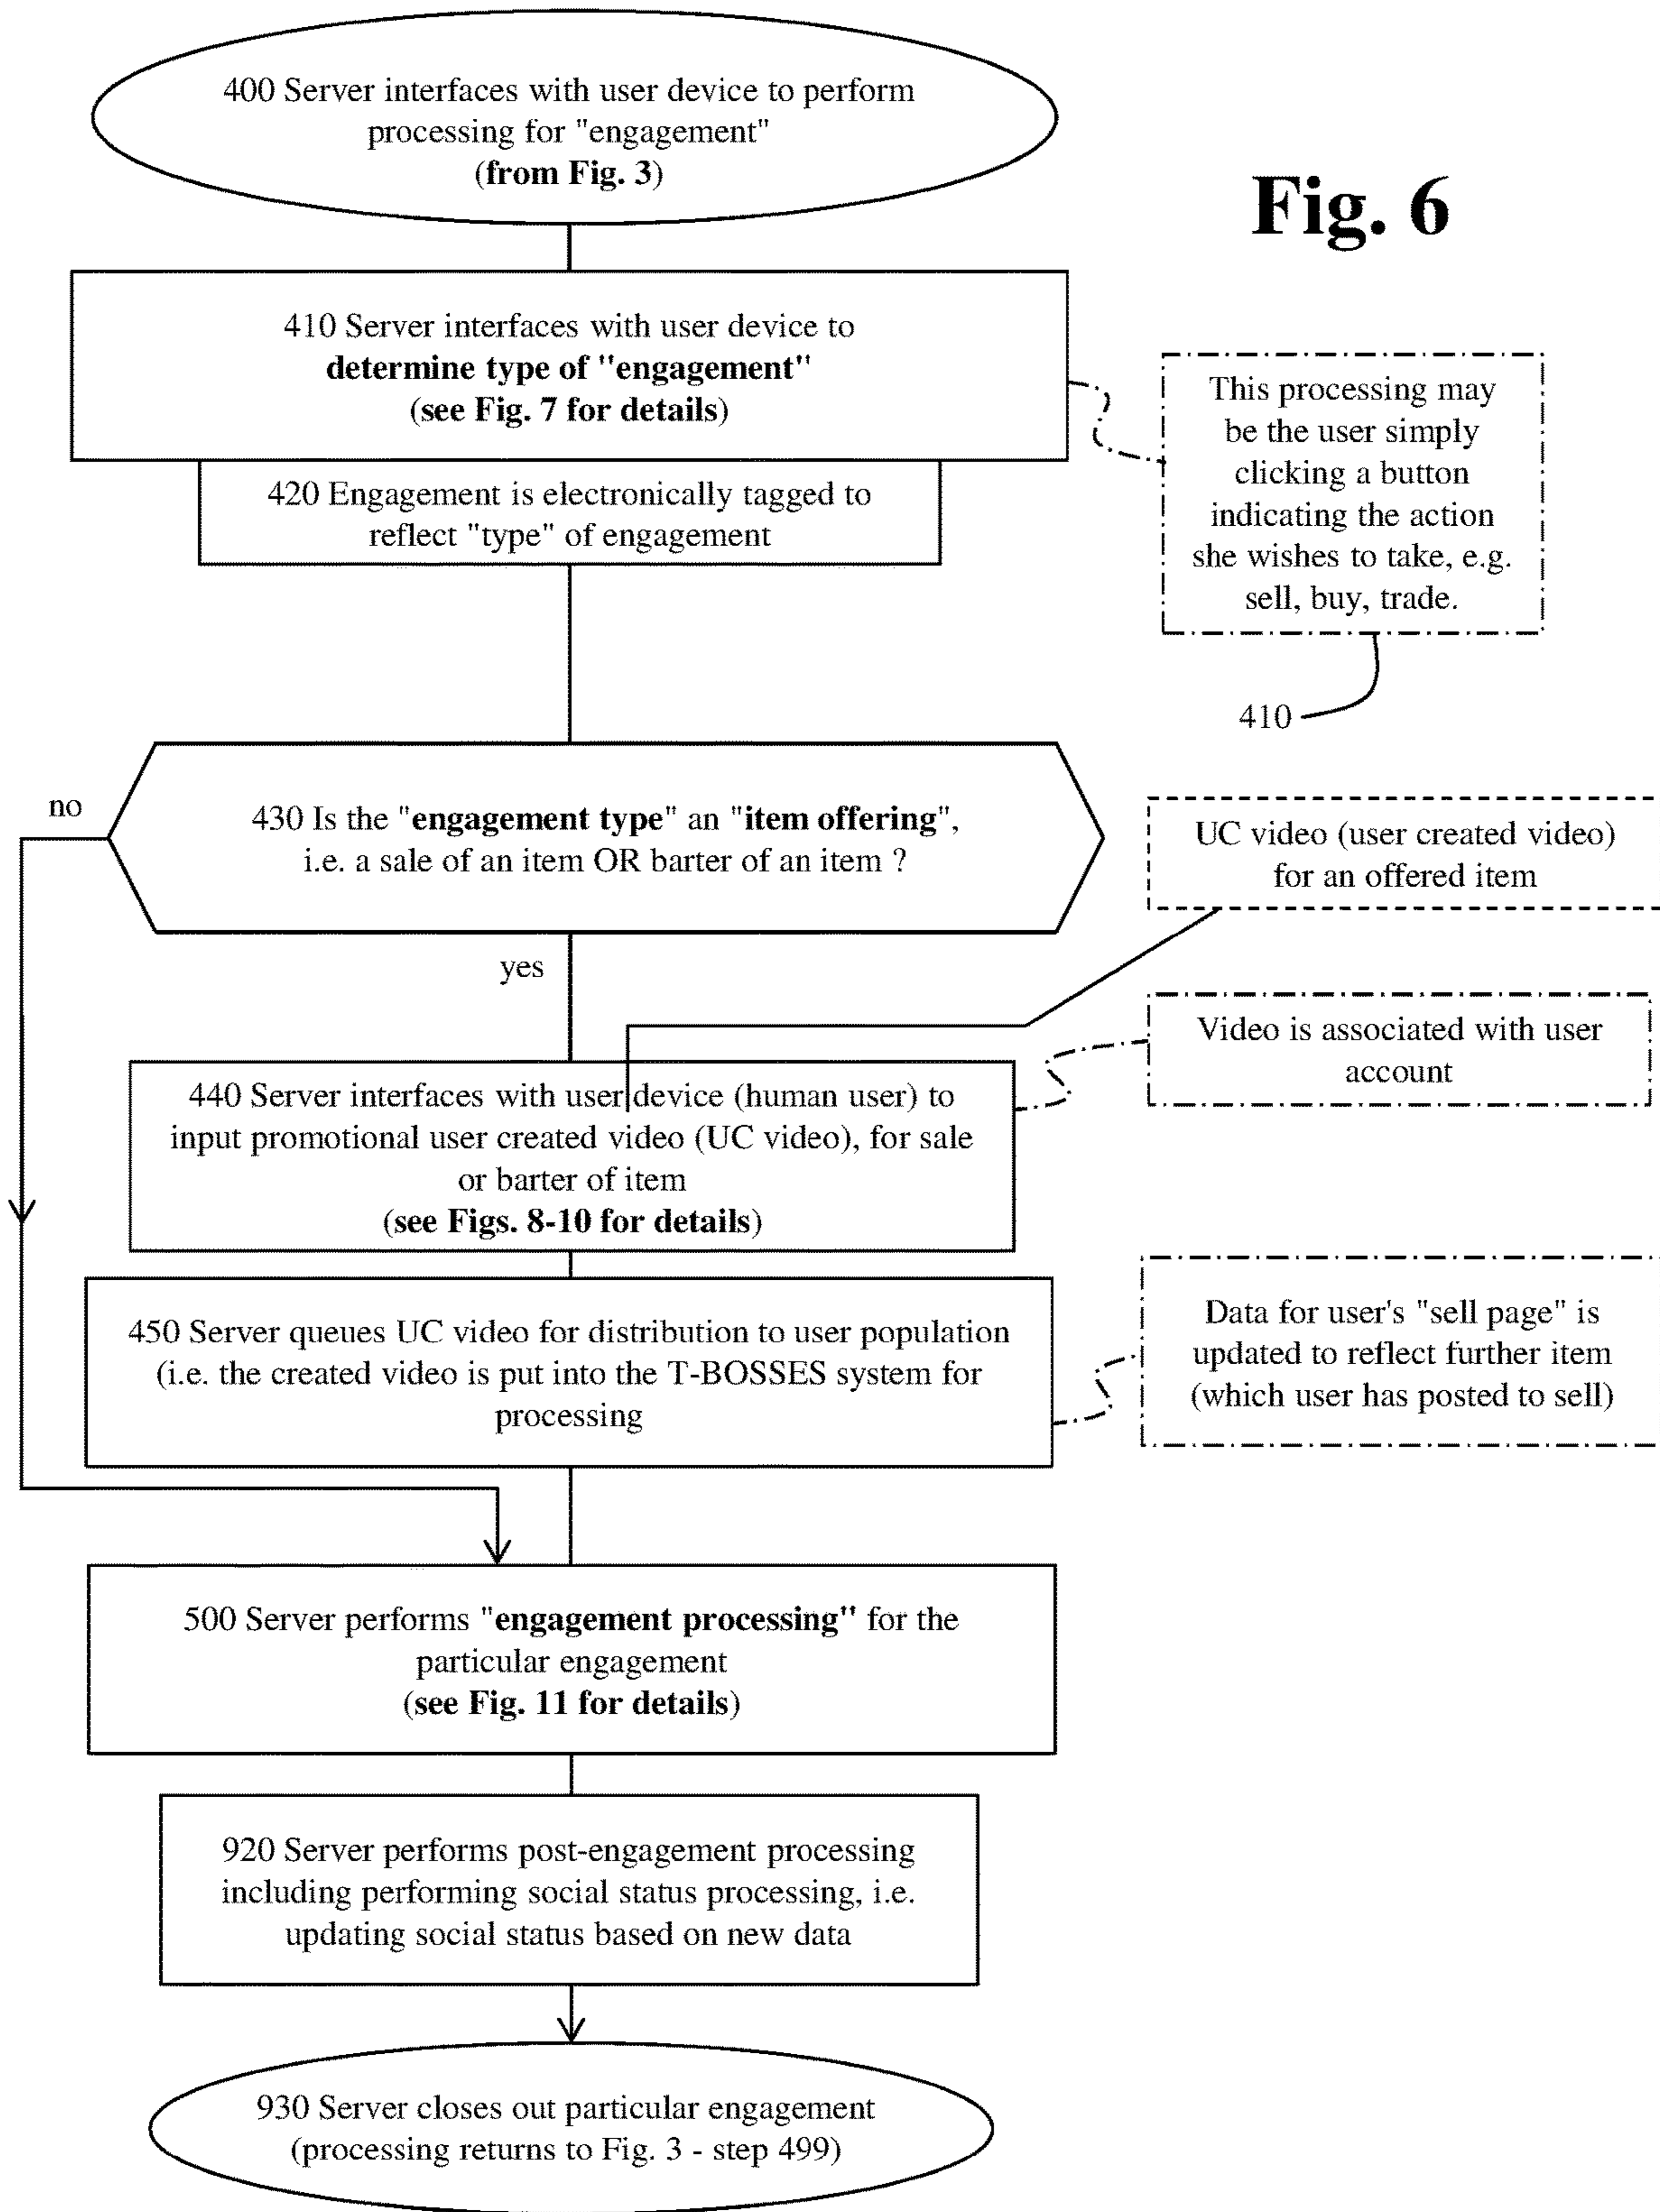 400 Server interfaces with user device to perform
processing for "engagement"
(from Fig. 3)
Fig. 6
410 Server interfaces with user device to
determine type of "engagement"
(see Fig. 7 for details)
This processing may
be the user simply
clicking a button
indicating the action
she wishes to take, e.g.
sell, buy, trade.
420 Engagement is electronically tagged to
reflect "type" of engagement
410
no
430 Is the "engagement type" an "item offering",
i.e. a sale of an item OR barter of an item ?
UC video (user created video)
for an offered item
yes
Video is associated with user
account
440 Server interfaces with user device (human user) to
input promotional user created video (UC video), for sale
or barter of item
(see Figs. 8-10 for details)
450 Server queues UC video for distribution to user population
(i.e. the created video is put into the T-BOSSES system for
processing
Data for user's "sell page" is
updated to reflect further item
(which user has posted to sell)
500 Server performs "engagement processing" for the
particular engagement
(see Fig. 11 for details)
920 Server performs post-engagement processing
including performing social status processing, i.e.
updating social status based on new data
930 Server closes out particular engagement
(processing returns to Fig. 3 - step 499)